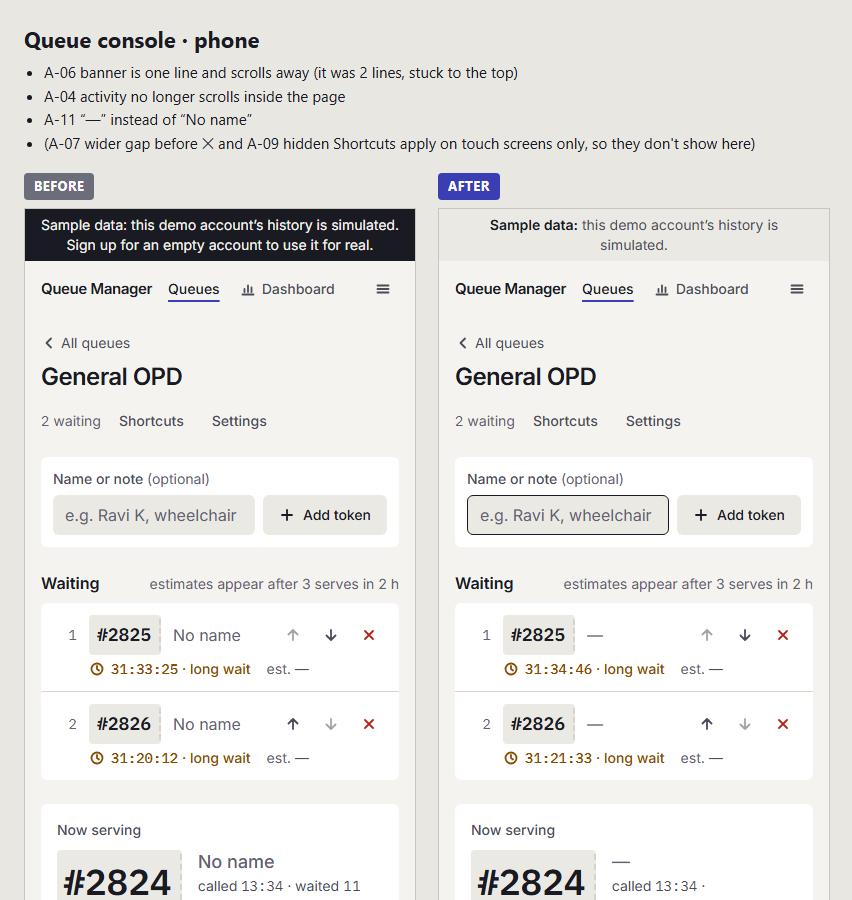 Queue console · phone
• A-06 banner is one line and scrolls away (it was 2 lines, stuck to the top)
• A-04 activity no longer scrolls inside the page
• A-11 “—” instead of “No name”
• (A-07 wider gap before ✕ and A-09 hidden Shortcuts apply on touch screens only, so they don't show here)
BEFORE
Sample data: this demo account’s history is simulated.
Sign up for an empty account to use it for real.
Queue Manager Queues Dashboard
All queues
General OPD
2 waiting Shortcuts Settings
Name or note (optional)
e.g. Ravi K, wheelchair + Add token
Waiting estimates appear after 3 serves in 2 h
1 #2825 No name ↑ ↓ ✕
31:33:25 · long wait est. —
2 #2826 No name ↑ ↓ ✕
31:20:12 · long wait est. —
Now serving
#2824 No name
called 13:34 · waited 11
AFTER
Sample data: this demo account’s history is
simulated.
Queue Manager Queues Dashboard
All queues
General OPD
2 waiting Shortcuts Settings
Name or note (optional)
e.g. Ravi K, wheelchair + Add token
Waiting estimates appear after 3 serves in 2 h
1 #2825 — ↑ ↓ ✕
31:34:46 · long wait est. —
2 #2826 — ↑ ↓ ✕
31:21:33 · long wait est. —
Now serving
#2824 —
called 13:34 ·